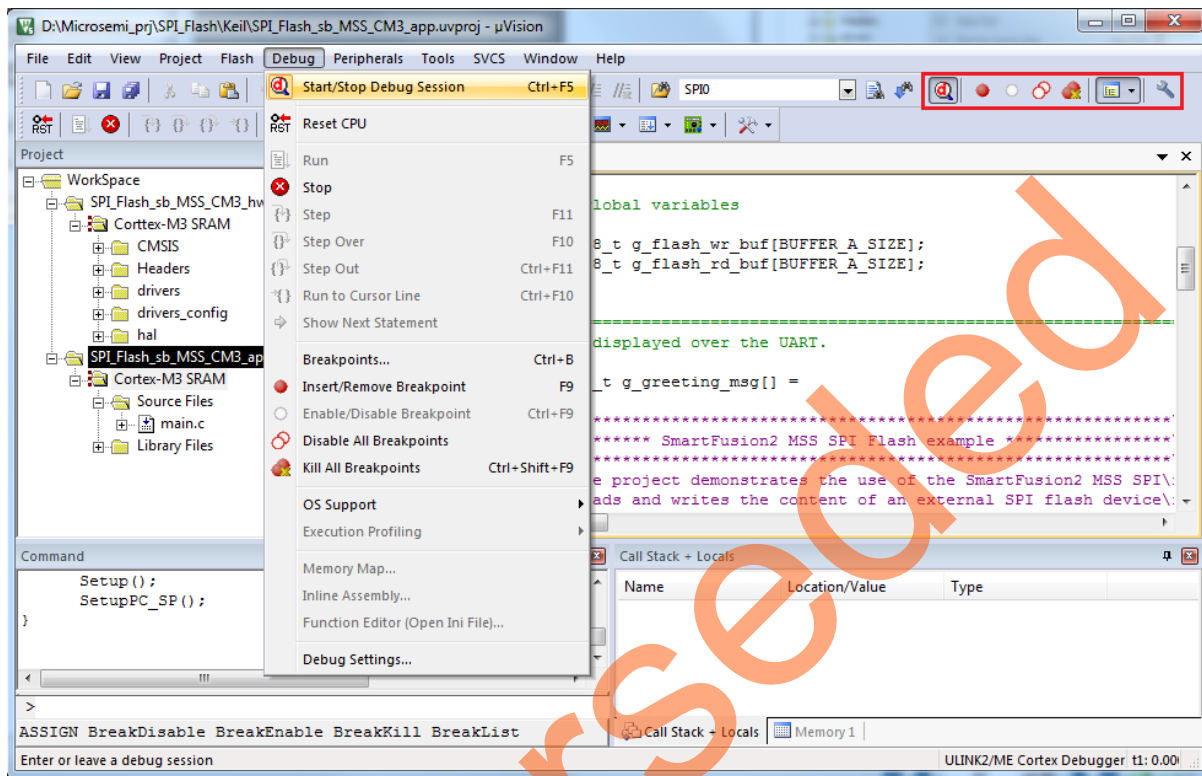 D:\Microsemi_prj\SPI_Flash\Keil\SPI_Flash_sb_MSS_CM3_app.uvproj - µVision
File Edit View Project Flash Debug Peripherals Tools SVCS Window Help
SPI0
Start/Stop Debug Session Ctrl+F5
RST
RST Reset CPU
Run F5
Stop
Step F11
Step Over F10
Step Out Ctrl+F11
Run to Cursor Line Ctrl+F10
Show Next Statement
Breakpoints... Ctrl+B
Insert/Remove Breakpoint F9
Enable/Disable Breakpoint Ctrl+F9
Disable All Breakpoints
Kill All Breakpoints Ctrl+Shift+F9
OS Support
Execution Profiling
Memory Map...
Inline Assembly...
Function Editor (Open Ini File)...
Debug Settings...
Project
WorkSpace
SPI_Flash_sb_MSS_CM3_hw
Corttex-M3 SRAM
CMSIS
Headers
drivers
drivers_config
hal
SPI_Flash_sb_MSS_CM3_ap
Cortex-M3 SRAM
Source Files
main.c
Library Files
lobal variables
8_t g_flash_wr_buf[BUFFER_A_SIZE];
8_t g_flash_rd_buf[BUFFER_A_SIZE];
displayed over the UART.
_t g_greeting_msg[] =
****** SmartFusion2 MSS SPI Flash example *****************
e project demonstrates the use of the SmartFusion2 MSS SPI\
ads and writes the content of an external SPI flash device\
Command
Setup();
SetupPC_SP();
}
>
ASSIGN BreakDisable BreakEnable BreakKill BreakList
Call Stack + Locals
Name Location/Value Type
Call Stack + Locals Memory 1
Enter or leave a debug session ULINK2/ME Cortex Debugger t1: 0.00
rseded